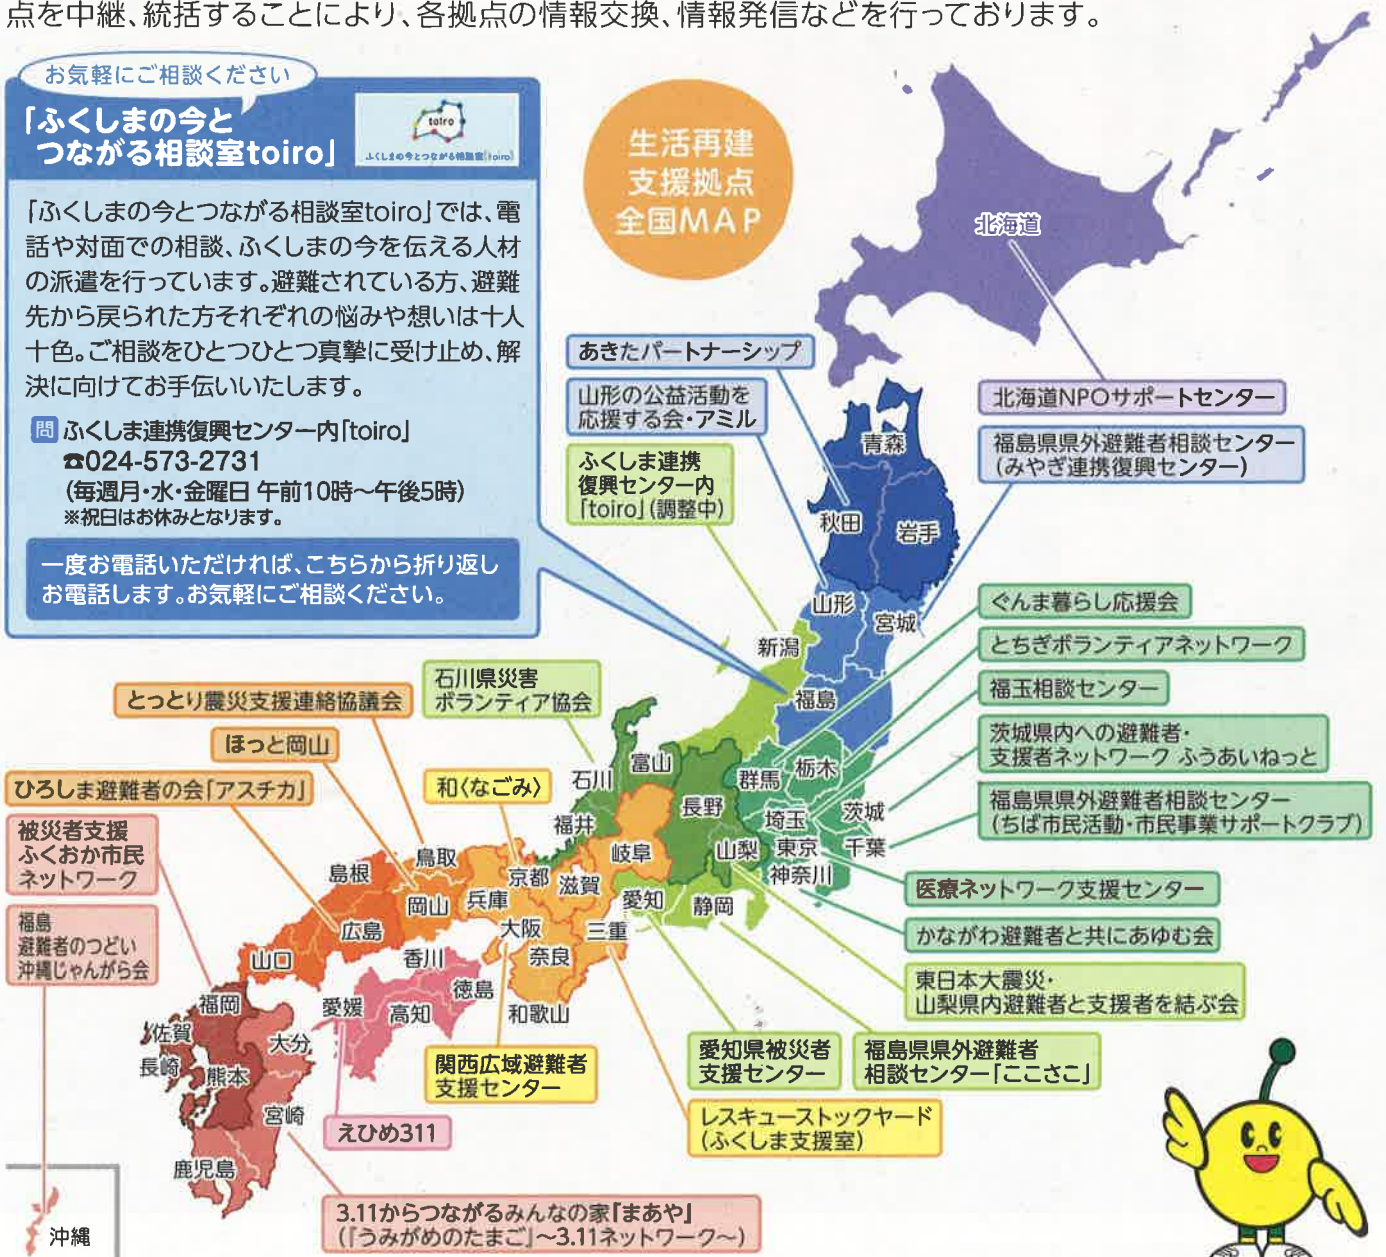 点を中継、統括することにより、各拠点の情報交換、情報発信などを行っております。
お気軽にご相談ください
「ふくしまの今と
つながる相談室toiro」
toiro
ふくしまの今とつながる相談室「toiro」
「ふくしまの今とつながる相談室toiro」では、電
話や対面での相談、ふくしまの今を伝える人材
の派遣を行っています。避難されている方、避難
先から戻られた方それぞれの悩みや想いは十人
十色。ご相談をひとつひとつ真摯に受け止め、解
決に向けてお手伝いいたします。
問 ふくしま連携復興センター内「toiro」
☎024-573-2731
(毎週月・水・金曜日 午前10時～午後5時)
※祝日はお休みとなります。
一度お電話いただければ、こちらから折り返し
お電話します。お気軽にご相談ください。
生活再建
支援拠点
全国MAP
北海道
あきたパートナーシップ
山形の公益活動を
応援する会・アミル
ふくしま連携
復興センター内
「toiro」(調整中)
北海道NPOサポートセンター
福島県県外避難者相談センター
(みやぎ連携復興センター)
青森
秋田
岩手
山形
宮城
新潟
福島
ぐんま暮らし応援会
とちぎボランティアネットワーク
福玉相談センター
茨城県内への避難者・
支援者ネットワーク ふうあいねっと
福島県県外避難者相談センター
(ちば市民活動・市民事業サポートクラブ)
医療ネットワーク支援センター
かながわ避難者と共にあゆむ会
東日本大震災・
山梨県内避難者と支援者を結ぶ会
石川県災害
ボランティア協会
とっとり震災支援連絡協議会
ほっと岡山
ひろしま避難者の会「アスチカ」
和〈なごみ〉
被災者支援
ふくおか市民
ネットワーク
福島
避難者のつどい
沖縄じゃんがら会
石川
富山
福井
長野
群馬
栃木
埼玉
茨城
山梨
東京
千葉
神奈川
岐阜
愛知
静岡
鳥取
島根
岡山
広島
山口
兵庫
京都
滋賀
大阪
奈良
三重
和歌山
香川
徳島
愛媛
高知
福岡
佐賀
長崎
大分
熊本
宮崎
鹿児島
沖縄
関西広域避難者
支援センター
えひめ311
愛知県被災者
支援センター
福島県県外避難者
相談センター「ここさこ」
レスキューストックヤード
(ふくしま支援室)
3.11からつながるみんなの家『まあや』
(『うみがめのたまご』～3.11ネットワーク～)